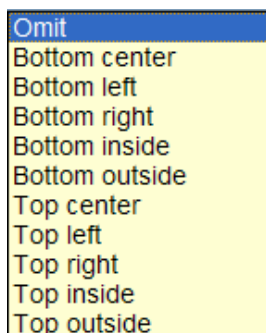 Omit
Bottom center
Bottom left
Bottom right
Bottom inside
Bottom outside
Top center
Top left
Top right
Top inside
Top outside